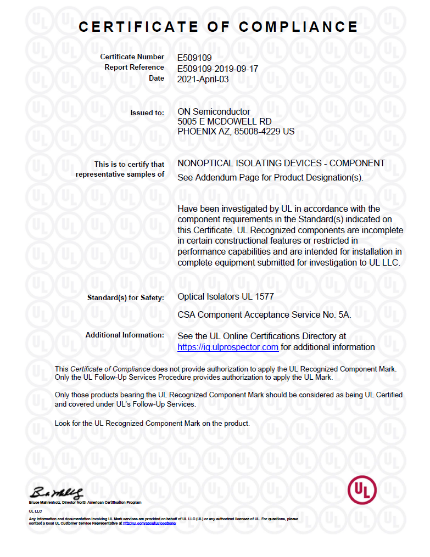 CERTIFICATE OF COMPLIANCE
Certificate Number E509109
Report Reference E509109-2019-09-17
Date 2021-April-03
Issued to: ON Semiconductor
5005 E MCDOWELL RD
PHOENIX AZ, 85008-4229 US
This is to certify that NONOPTICAL ISOLATING DEVICES - COMPONENT
representative samples of See Addendum Page for Product Designation(s).
Have been investigated by UL in accordance with the
component requirements in the Standard(s) indicated on
this Certificate. UL Recognized components are incomplete
in certain constructional features or restricted in
performance capabilities and are intended for installation in
complete equipment submitted for investigation to UL LLC.
Standard(s) for Safety: Optical Isolators UL 1577
CSA Component Acceptance Service No. 5A.
Additional Information: See the UL Online Certifications Directory at
https://iq.ulprospector.com for additional information
This Certificate of Compliance does not provide authorization to apply the UL Recognized Component Mark.
Only the UL Follow-Up Services Procedure provides authorization to apply the UL Mark.
Only those products bearing the UL Recognized Component Mark should be considered as being UL Certified
and covered under UL's Follow-Up Services.
Look for the UL Recognized Component Mark on the product.
Bruce Mahrenholz, Director North American Certification Program
UL LLC
UL
Any information and documentation involving UL Mark services are provided on behalf of UL LLC (UL) or any authorized licensee of UL. For questions, please
contact a local UL Customer Service Representative at